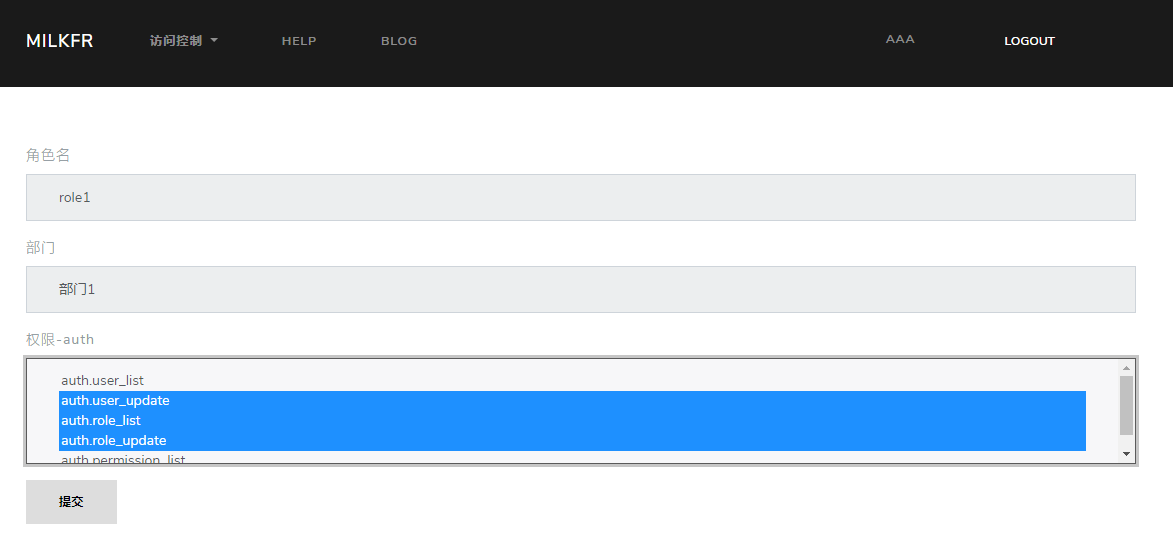 MILKFR 访问控制 HELP BLOG AAA LOGOUT
角色名
role1
部门
部门1
权限-auth
auth.user_list
auth.user_update
auth.role_list
auth.role_update
auth.permission_list
提交